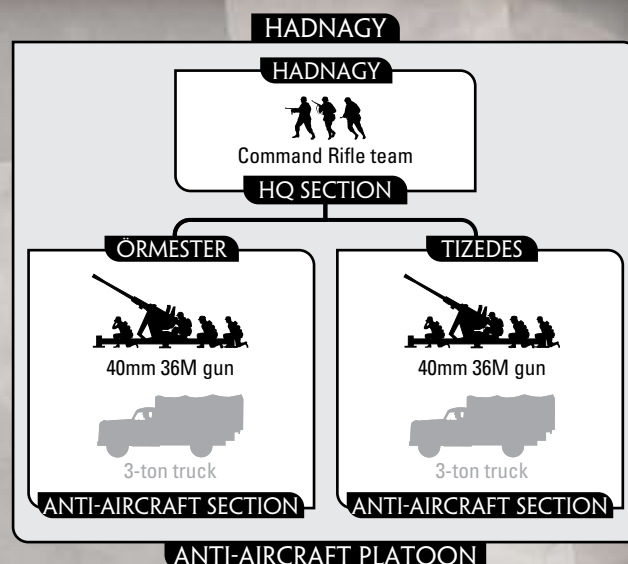 HADNAGY
HADNAGY
Command Rifle team
HQ SECTION
ÖRMESTER
40mm 36M gun
3-ton truck
ANTI-AIRCRAFT SECTION
TIZEDES
40mm 36M gun
3-ton truck
ANTI-AIRCRAFT SECTION
ANTI-AIRCRAFT PLATOON